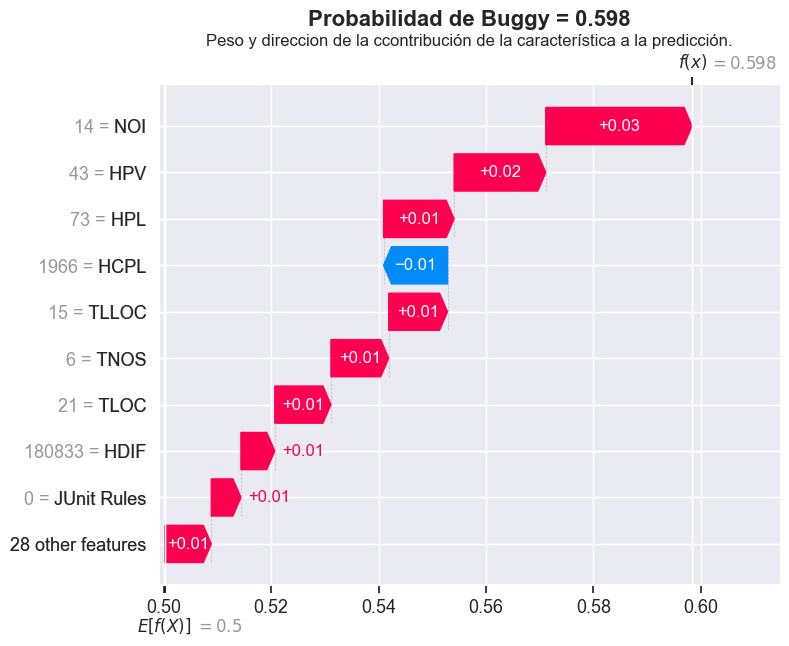 Probabilidad de Buggy = 0.598
Peso y direccion de la ccontribución de la característica a la predicción.
f(x) = 0.598
14 = NOI +0.03
43 = HPV +0.02
73 = HPL +0.01
1966 = HCPL −0.01
15 = TLLOC +0.01
6 = TNOS +0.01
21 = TLOC +0.01
180833 = HDIF +0.01
0 = JUnit Rules +0.01
28 other features +0.01
0.50 0.52 0.54 0.56 0.58 0.60
E[f(X)] = 0.5